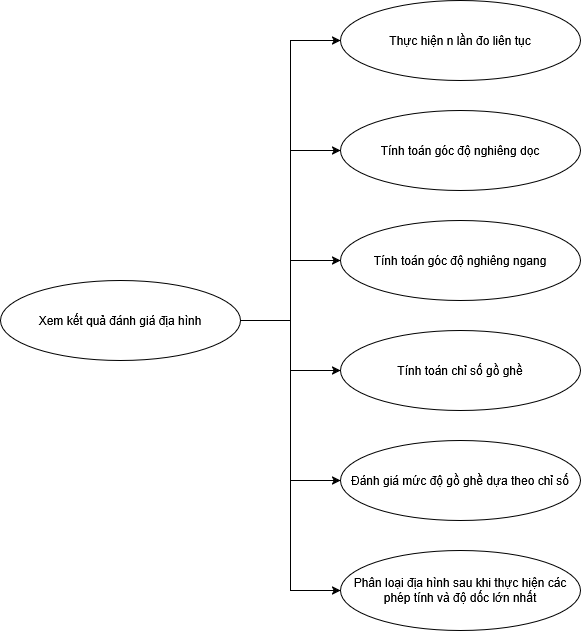 Thực hiện n lần đo liên tục
Tính toán góc độ nghiêng dọc
Tính toán góc độ nghiêng ngang
Xem kết quả đánh giá địa hình
Tính toán chỉ số gồ ghề
Đánh giá mức độ gồ ghề dựa theo chỉ số
Phân loại địa hình sau khi thực hiện các
phép tính và độ dốc lớn nhất